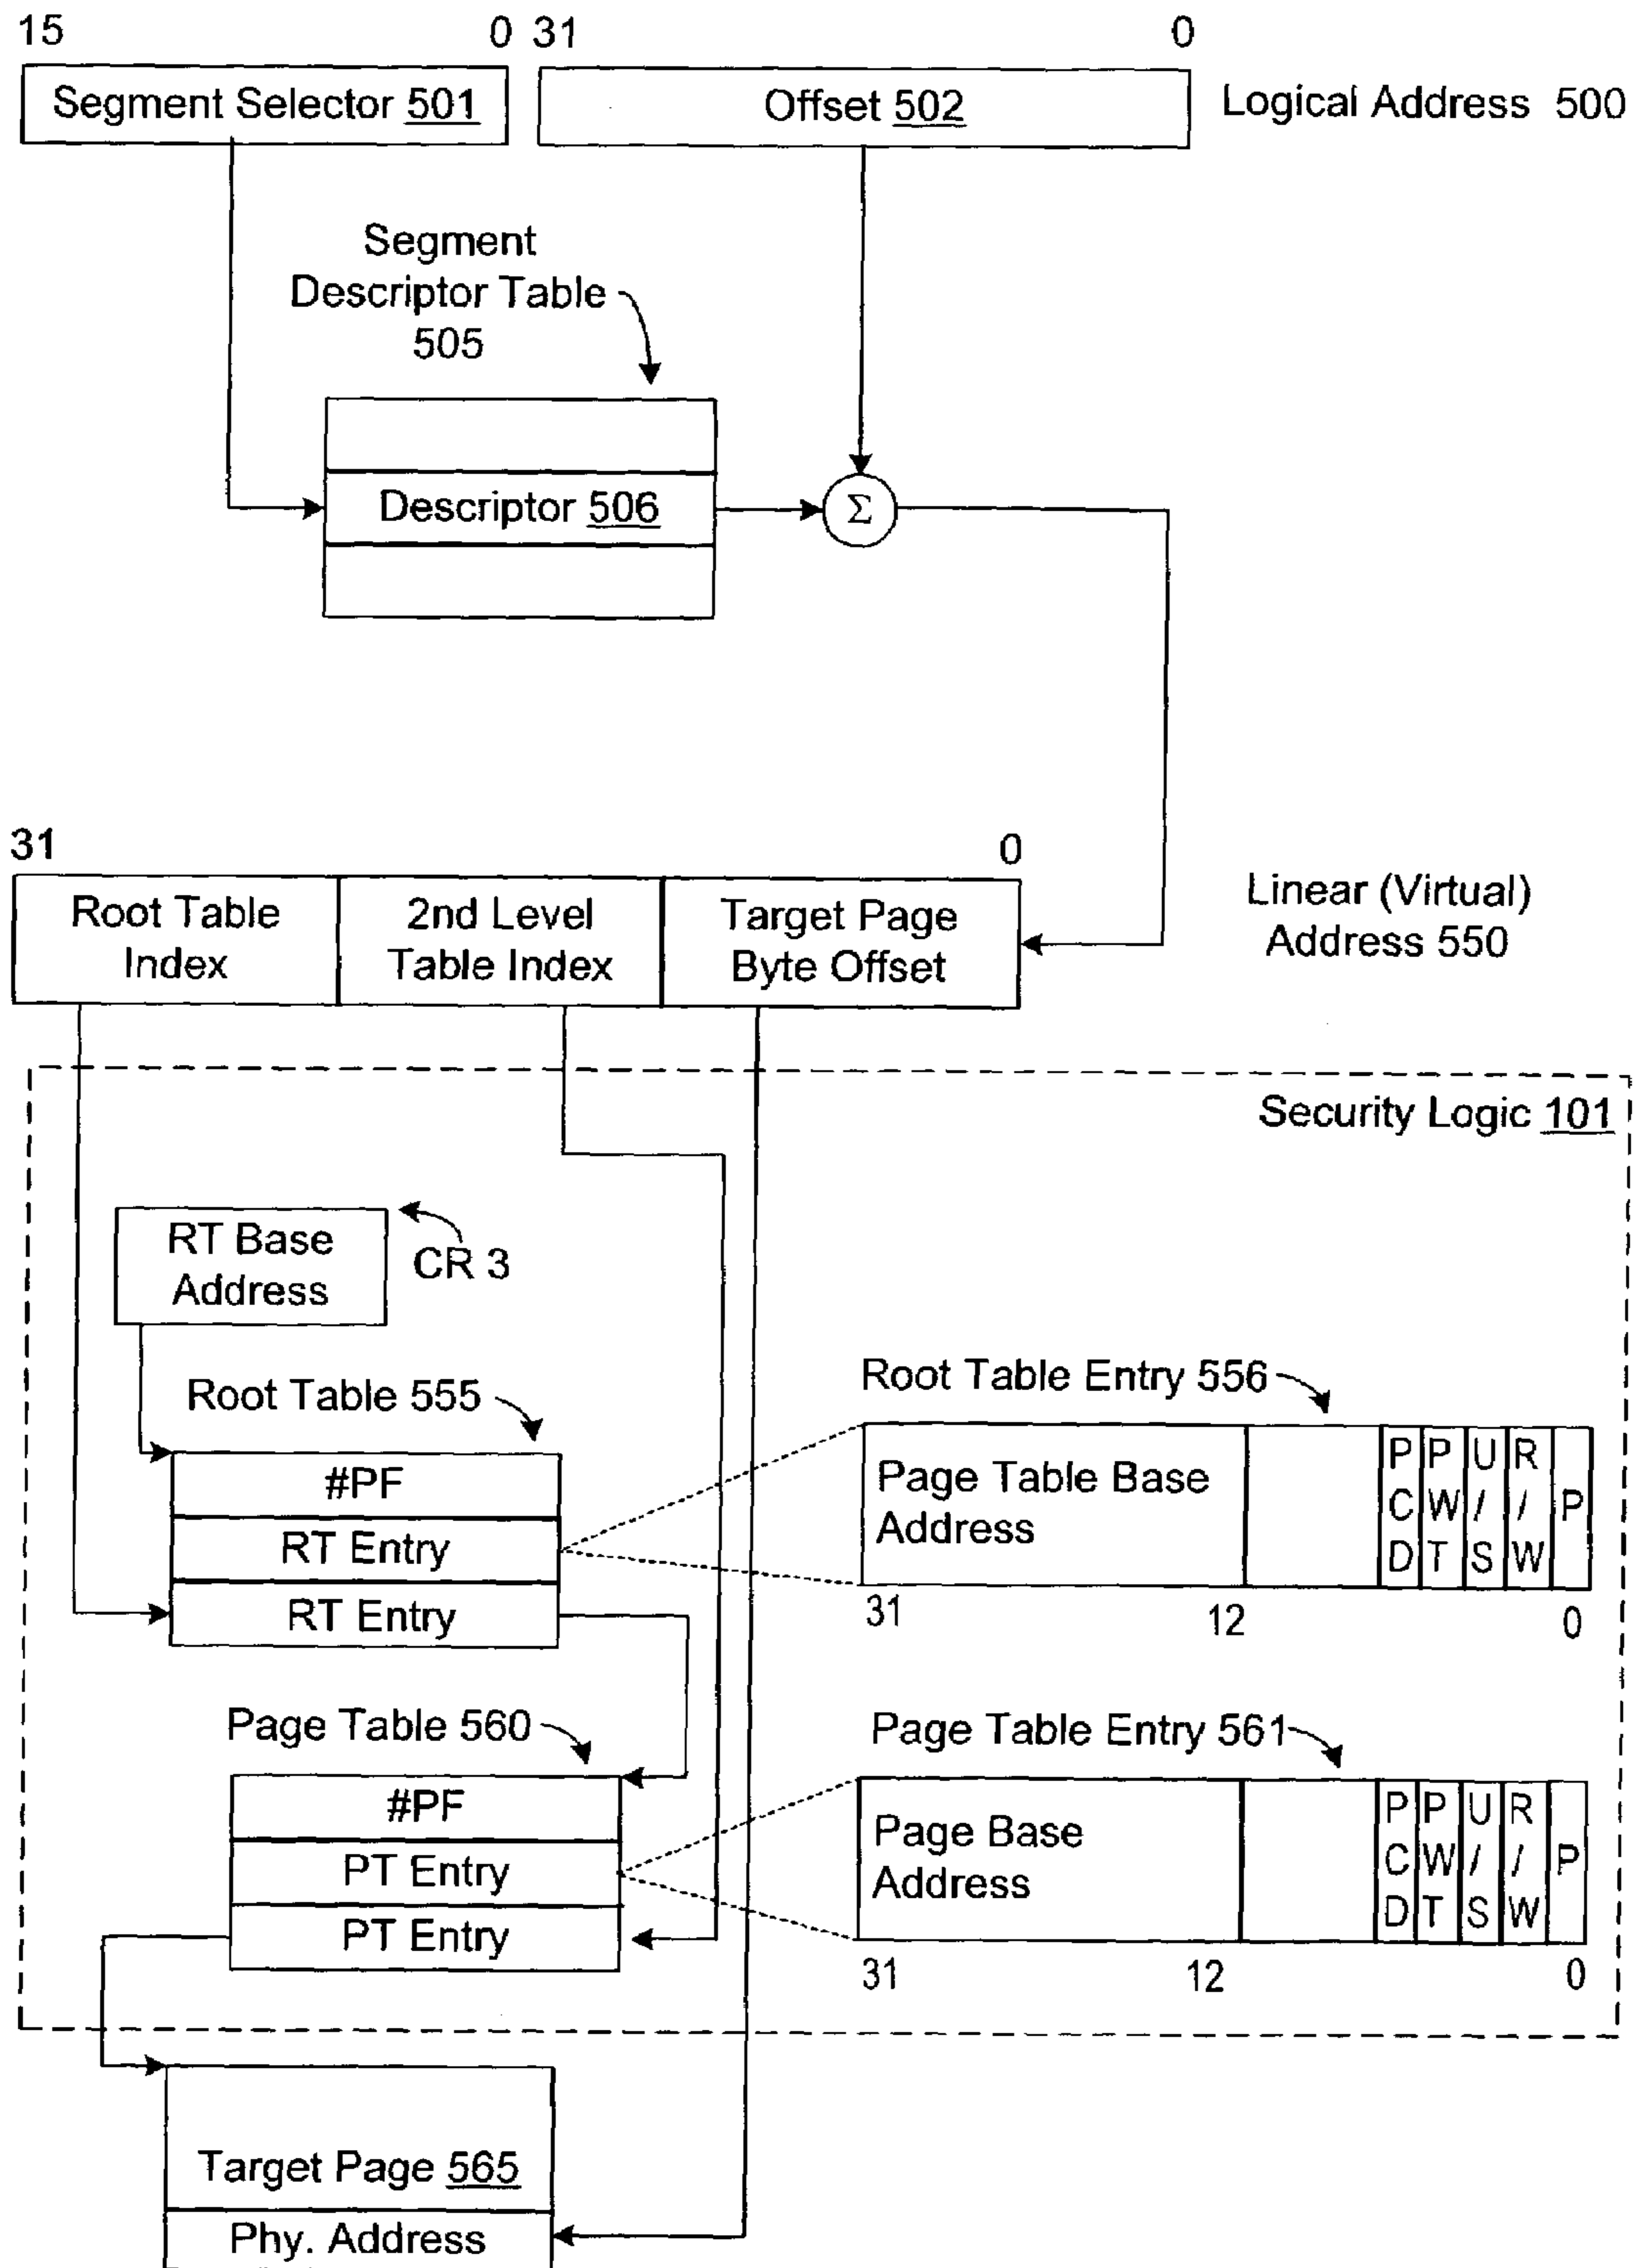 15 0 31 0
Segment Selector 501 Offset 502 Logical Address 500
Segment
Descriptor Table
505
Descriptor 506 Σ
31 0
Root Table
Index
2nd Level
Table Index
Target Page
Byte Offset
Linear (Virtual)
Address 550
Security Logic 101
RT Base
Address
CR 3
Root Table 555
#PF
RT Entry
RT Entry
Root Table Entry 556
Page Table Base
Address
PCD PWT U/S R/W P
31 12 0
Page Table 560
#PF
PT Entry
PT Entry
Page Table Entry 561
Page Base
Address
PCD PWT U/S R/W P
31 12 0
Target Page 565
Phy. Address